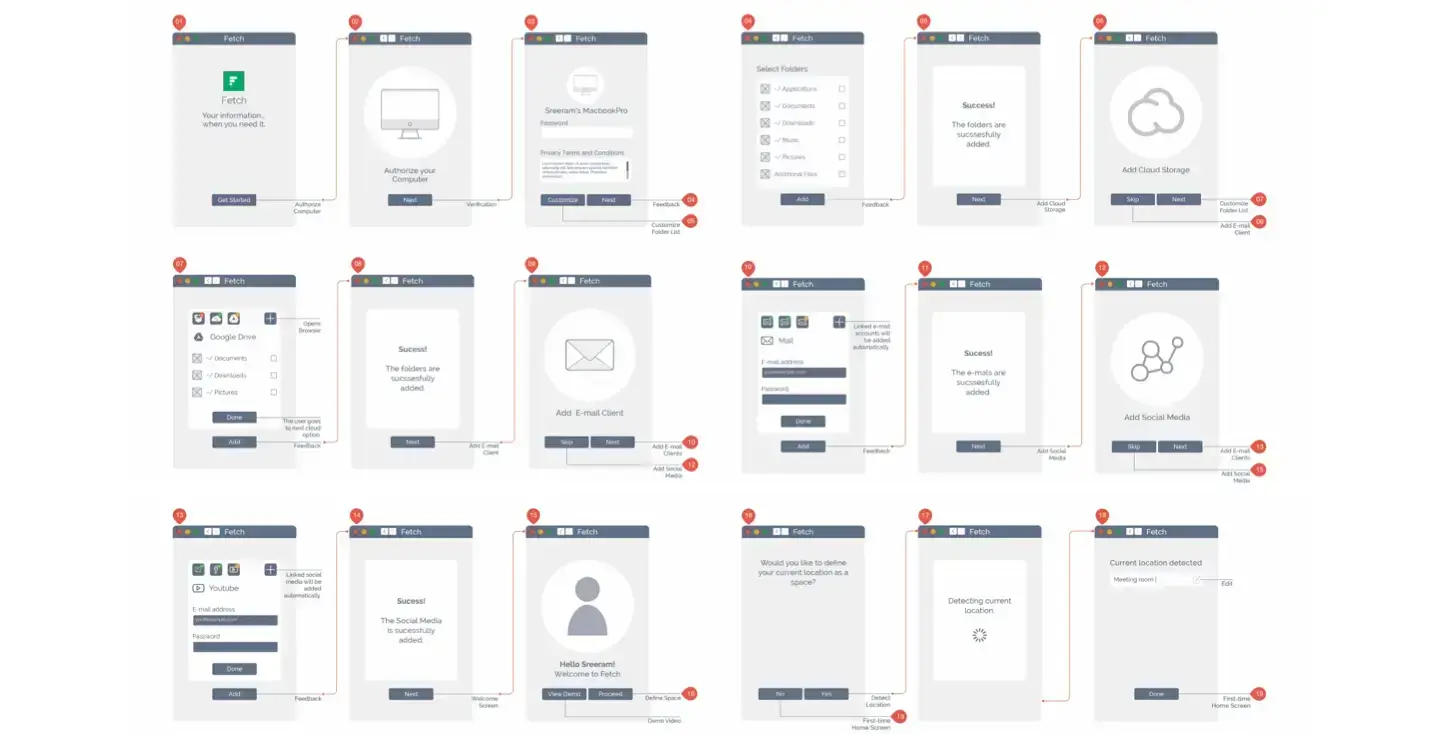 01
Fetch
Fetch
Your information..
when you need it.
Get Started
Authorize
Computer
02
Fetch
Authorize your
Computer
Next
Verification
03
Fetch
Sreeram's MacbookPro
Password
Privacy Terms and Conditions
Customize
Next
Feedback
04
Customize
Folder List
05
04
Fetch
Select Folders
~/ Applications
~/ Documents
~/ Downloads
~/ Music
~/ Pictures
Additional Files
Add
Feedback
05
Fetch
Success!
The folders are
sucssesfully
added.
Next
Add Cloud
Storage
06
Fetch
Add Cloud Storage
Skip
Next
Customize
Folder List
07
Add E-mail
Client
09
07
Fetch
Opens
Browser
Google Drive
~/ Documents
~/ Downloads
~/ Pictures
Done
The user goes
to next cloud
option.
Add
Feedback
08
Fetch
Sucess!
The folders are
sucssesfully
added.
Next
Add E-mail
Client
09
Fetch
Add E-mail Client
Skip
Next
Add E-mail
Clients
10
Add Social
Media
12
10
Fetch
Linked e-mail
accounts will
be added
automatically.
Mail
E-mail address
Password
Done
Add
Feedback
11
Fetch
Sucess!
The e-mals are
sucssesfully
added
Next
Add Social
Media
12
Fetch
Add Social Media
Skip
Next
Add E-mail
Clients
13
Add Social
Media
15
13
Fetch
Linked social
media will be
added
automatically.
Youtube
E-mail address
Password
Done
Add
Feedback
14
Fetch
Sucess!
The Social Media
is sucessfully
added.
Next
Welcome
Screen
15
Fetch
Hello Sreeram!
Welcome to Fetch
View Demo
Proceed
Define Space
16
Demo Video
16
Fetch
Would you like to define
your current location as a
space?
No
Yes
Detect
Location
First-time
Home Screen
19
17
Fetch
Detecting current
location.
18
Fetch
Current location detected
Meeting room |
Edit
Done
First-time
Home Screen
19